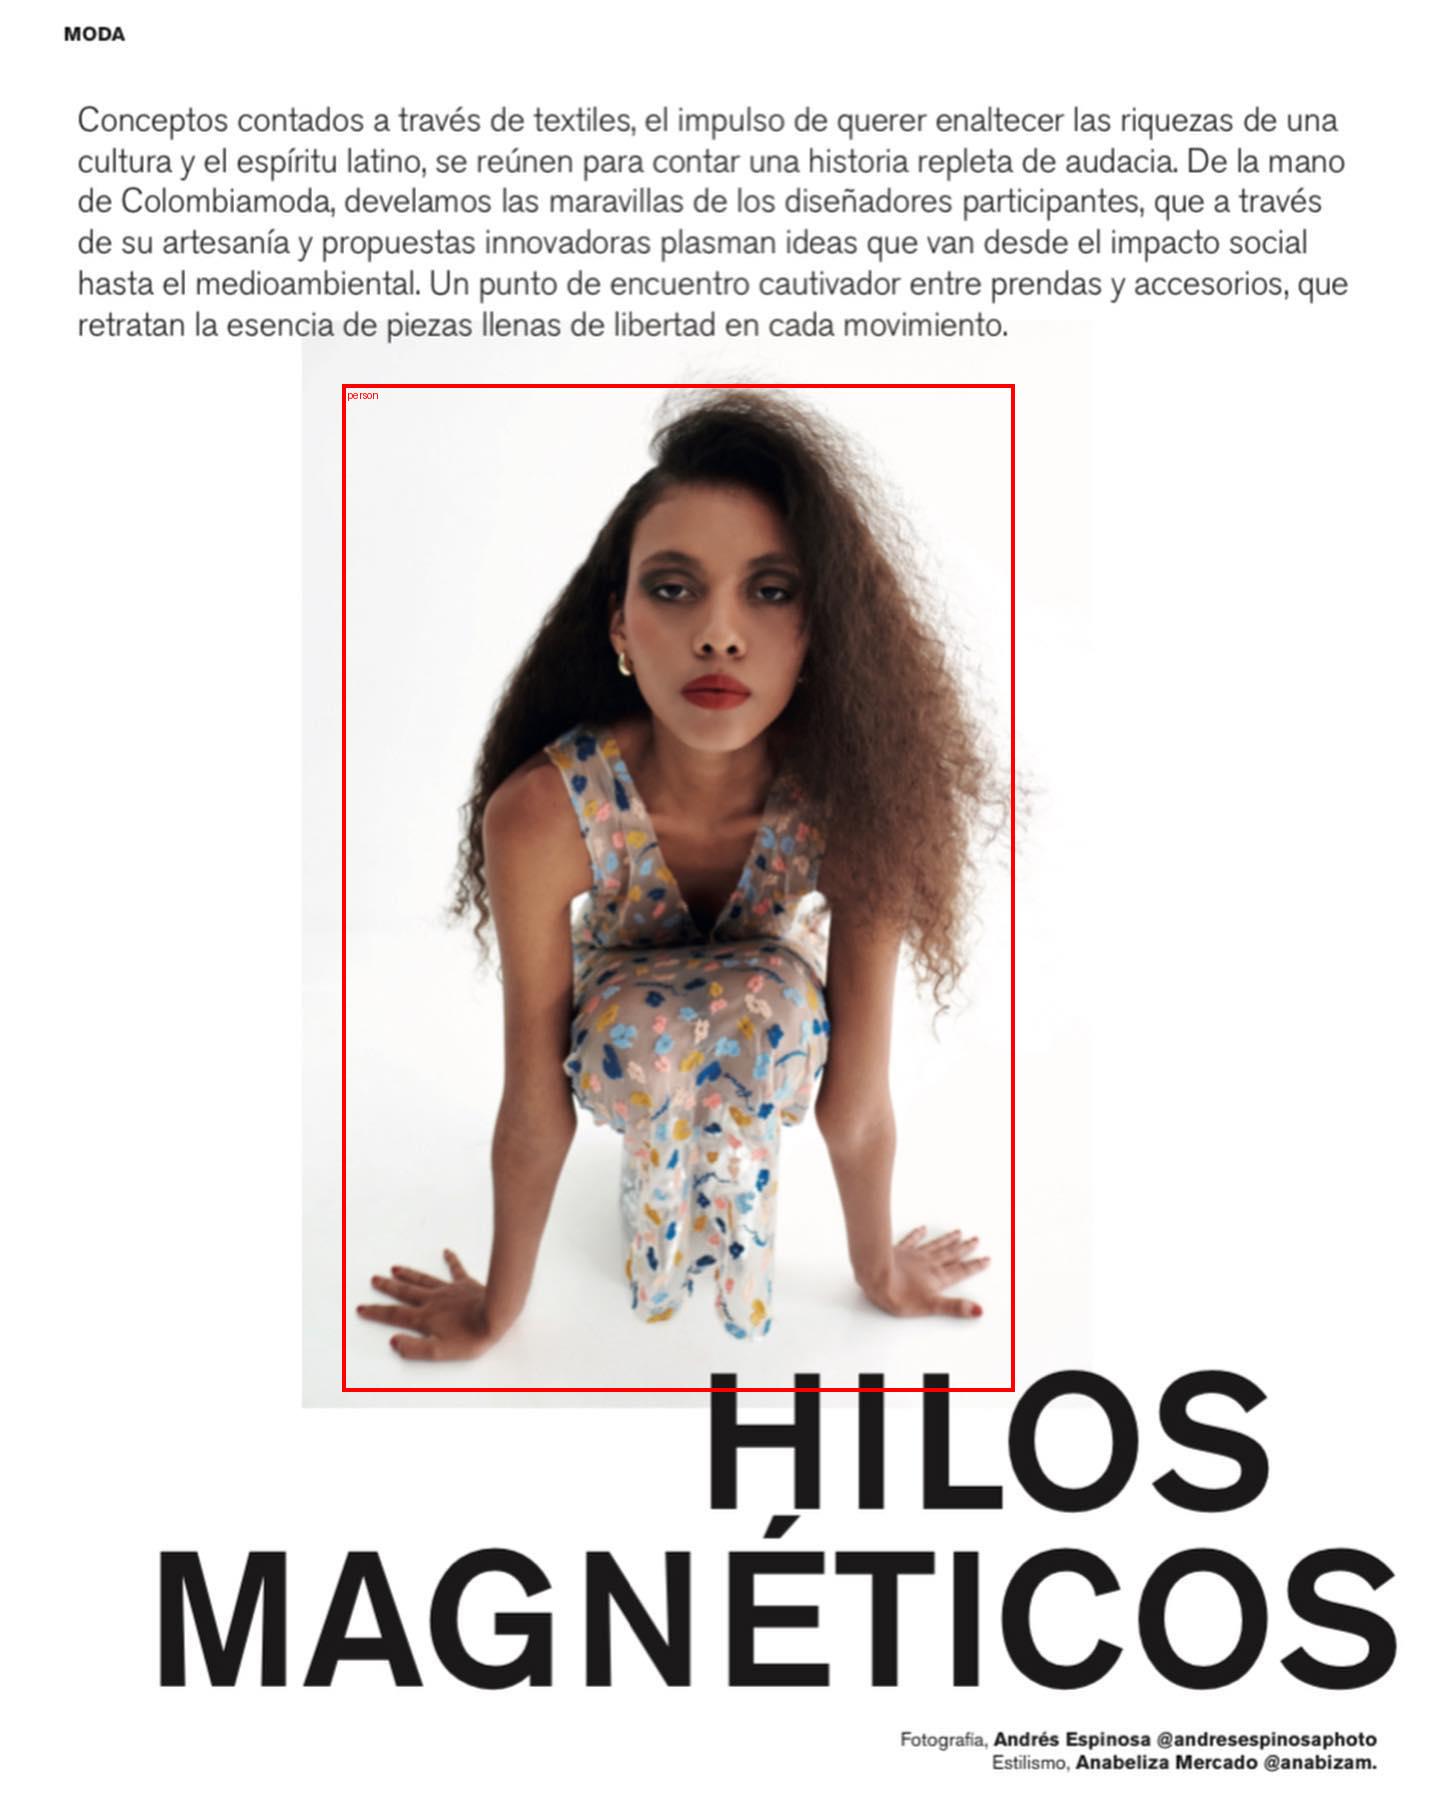 MODA
Conceptos contados a través de textiles, el impulso de querer enaltecer las riquezas de una
cultura y el espíritu latino, se reúnen para contar una historia repleta de audacia. De la mano
de Colombiamoda, develamos las maravillas de los diseñadores participantes, que a través
de su artesanía y propuestas innovadoras plasman ideas que van desde el impacto social
hasta el medioambiental. Un punto de encuentro cautivador entre prendas y accesorios, que
retratan la esencia de piezas llenas de libertad en cada movimiento.
person
HILOS
MAGNÉTICOS
Fotografía, Andrés Espinosa @andresespinosaphoto
Estilismo, Anabeliza Mercado @anabizam.